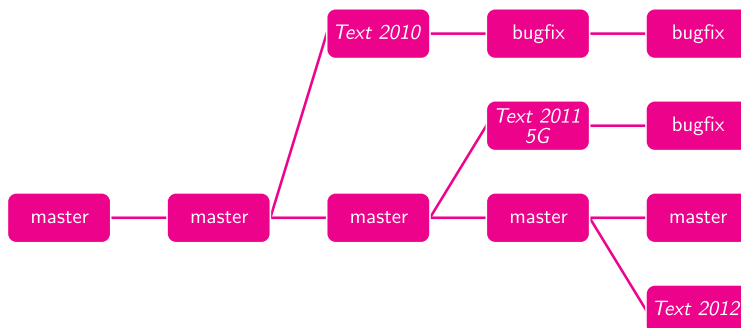 Text 2010
bugfix
bugfix
Text 2011
5G
bugfix
master
master
master
master
master
Text 2012